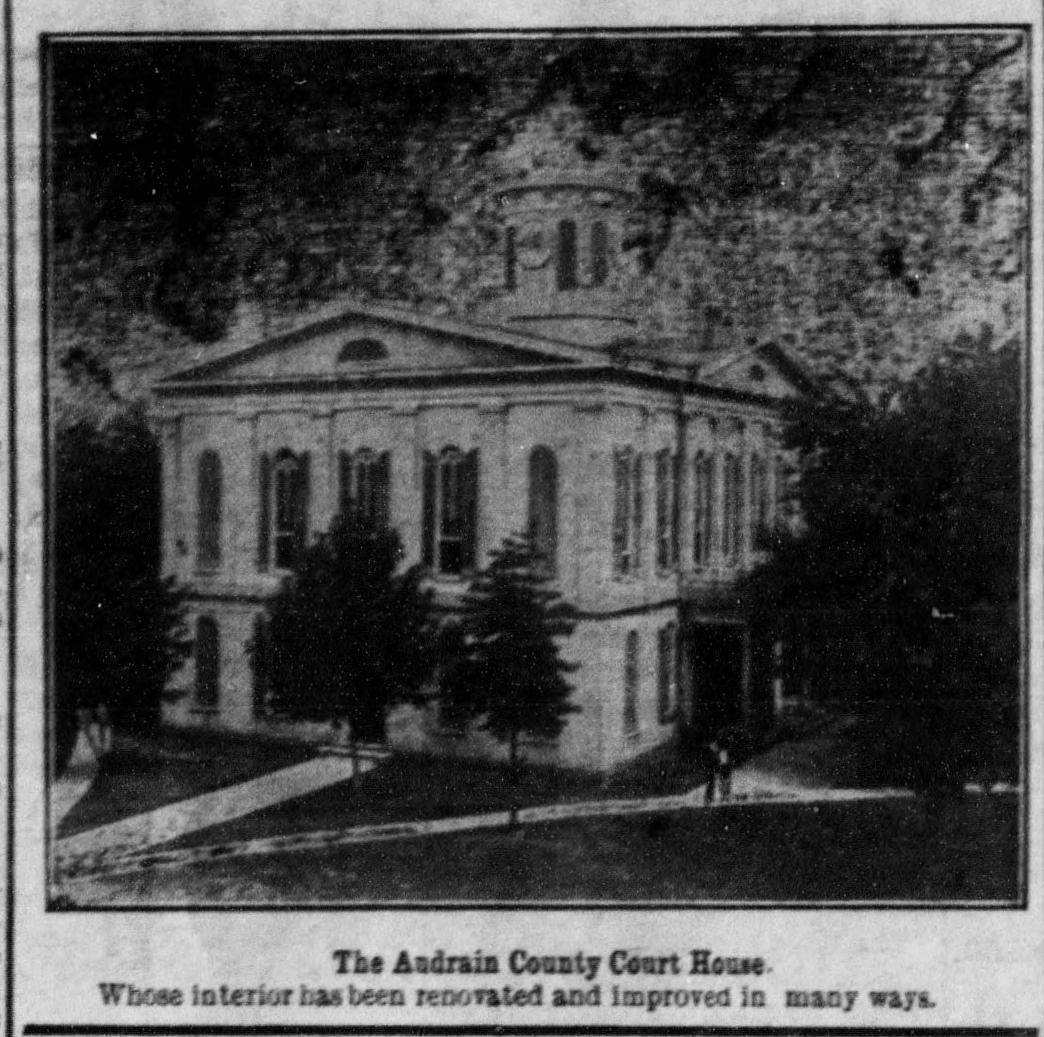 The Audrain County Court House.
Whose interior has been renovated and improved in many ways.